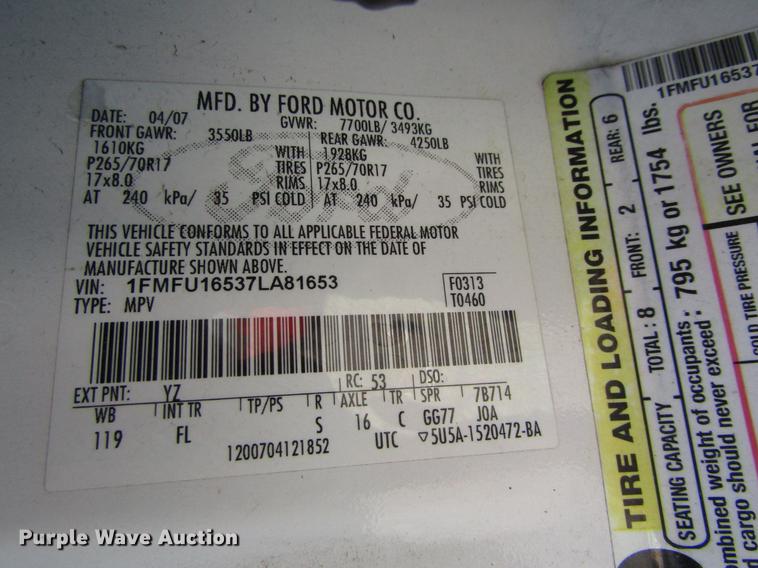 MFD. BY FORD MOTOR CO.
DATE: 04/07 GVWR: 7700LB/ 3493KG
FRONT GAWR: 3550LB REAR GAWR: 4250LB
1610KG WITH 1928KG WITH
P265/70R17 TIRES P265/70R17 TIRES
17x8.0 RIMS 17x8.0 RIMS
AT 240 kPa/ 35 PSI COLD AT 240 kPa/ 35 PSI COLD
Ford
THIS VEHICLE CONFORMS TO ALL APPLICABLE FEDERAL MOTOR
VEHICLE SAFETY STANDARDS IN EFFECT ON THE DATE OF
MANUFACTURE SHOWN ABOVE.
VIN: 1FMFU16537LA81653 F0313
TYPE: MPV T0460
EXT PNT: YZ RC: 53 DSO:
WB INT TR TP/PS R AXLE TR SPR 7B714
119 FL S 16 C GG77 JOA
1200704121852 UTC ▽5U5A-1520472-BA
1FMFU16537
TIRE AND LOADING INFORMATION
SEATING CAPACITY TOTAL: 8 FRONT: 2 REAR: 6
ombined weight of occupants
d cargo should never exceed: 795 kg or 1754 lbs.
COLD TIRE PRESSURE
SEE OWNERS
AL FOR
Purple Wave Auction